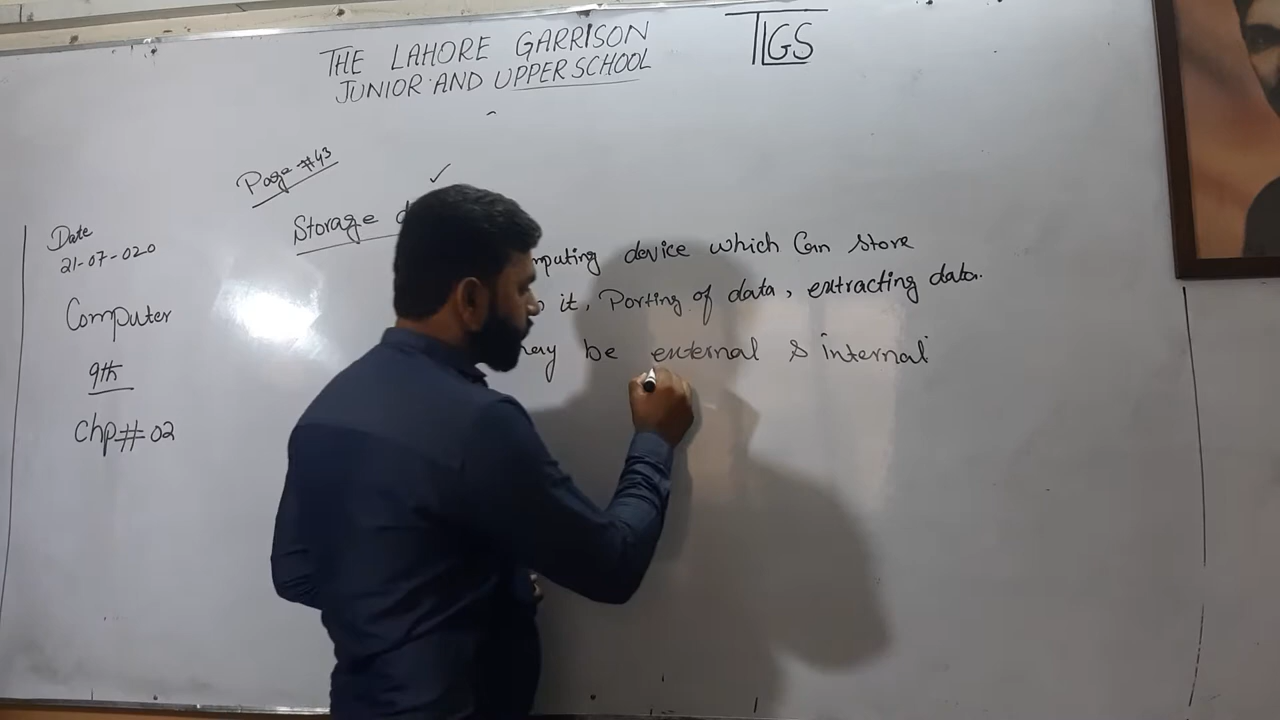 THE LAHORE GARRISON
JUNIOR AND UPPER SCHOOL
TLGS
Page #43
Storage
Date
21-07-020
Computer
9th
Chp# 02
device which Can store
it, Porting of data, extracting data.
be external & internal